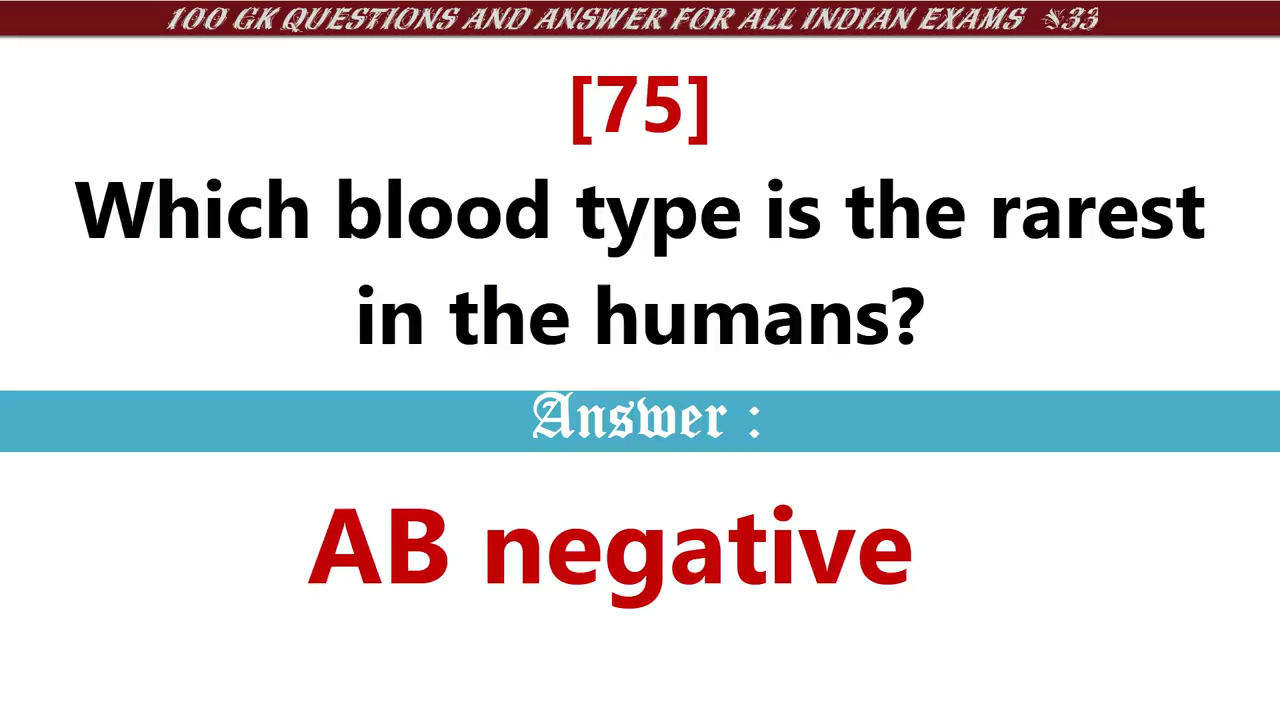 100 GK QUESTIONS AND ANSWER FOR ALL INDIAN EXAMS #33
[75]
Which blood type is the rarest
in the humans?
Answer :
AB negative